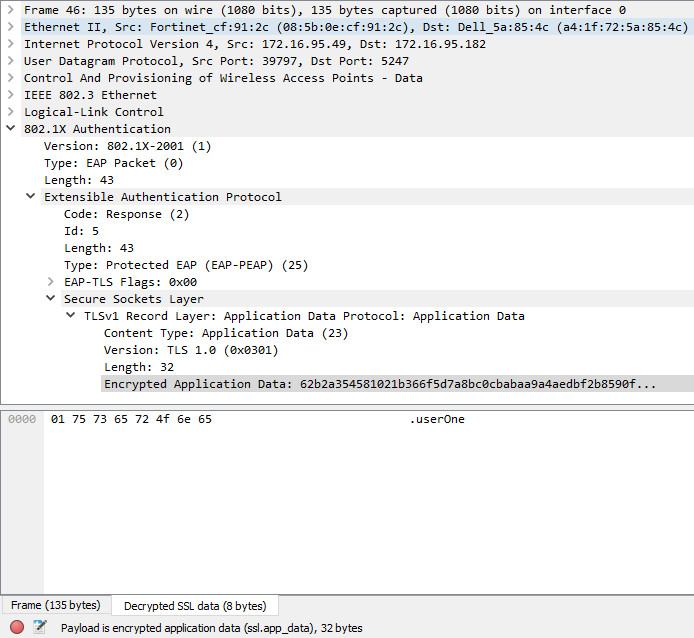 Frame 46: 135 bytes on wire (1080 bits), 135 bytes captured (1080 bits) on interface 0
Ethernet II, Src: Fortinet_cf:91:2c (08:5b:0e:cf:91:2c), Dst: Dell_5a:85:4c (a4:1f:72:5a:85:4c)
Internet Protocol Version 4, Src: 172.16.95.49, Dst: 172.16.95.182
User Datagram Protocol, Src Port: 39797, Dst Port: 5247
Control And Provisioning of Wireless Access Points - Data
IEEE 802.3 Ethernet
Logical-Link Control
802.1X Authentication
Version: 802.1X-2001 (1)
Type: EAP Packet (0)
Length: 43
Extensible Authentication Protocol
Code: Response (2)
Id: 5
Length: 43
Type: Protected EAP (EAP-PEAP) (25)
EAP-TLS Flags: 0x00
Secure Sockets Layer
TLSv1 Record Layer: Application Data Protocol: Application Data
Content Type: Application Data (23)
Version: TLS 1.0 (0x0301)
Length: 32
Encrypted Application Data: 62b2a354581021b366f5d7a8bc0cbabaa9a4aedbf2b8590f...
0000 01 75 73 65 72 4f 6e 65 .userOne
Frame (135 bytes) Decrypted SSL data (8 bytes)
Payload is encrypted application data (ssl.app_data), 32 bytes